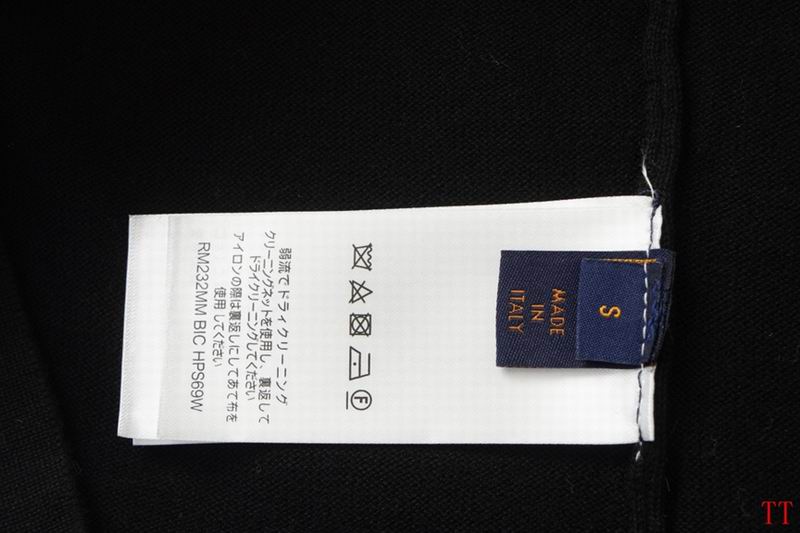 MADE
IN
ITALY
S
弱流でドライクリーニング
クリーニングネットを使用し、裏返して
ドライクリーニングしてください
アイロンの際は裏返しにしてあて布を
使用してください
RM232MM BIC HPS69W
F
TT